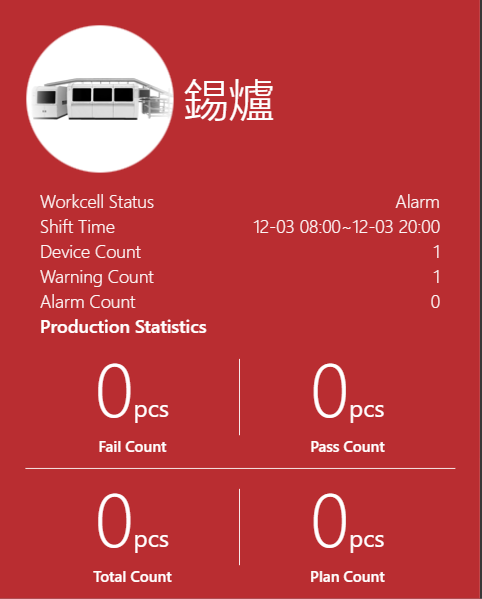 錫爐
Workcell Status Alarm
Shift Time 12-03 08:00~12-03 20:00
Device Count 1
Warning Count 1
Alarm Count 0
Production Statistics
0pcs 0pcs
Fail Count Pass Count
0pcs 0pcs
Total Count Plan Count